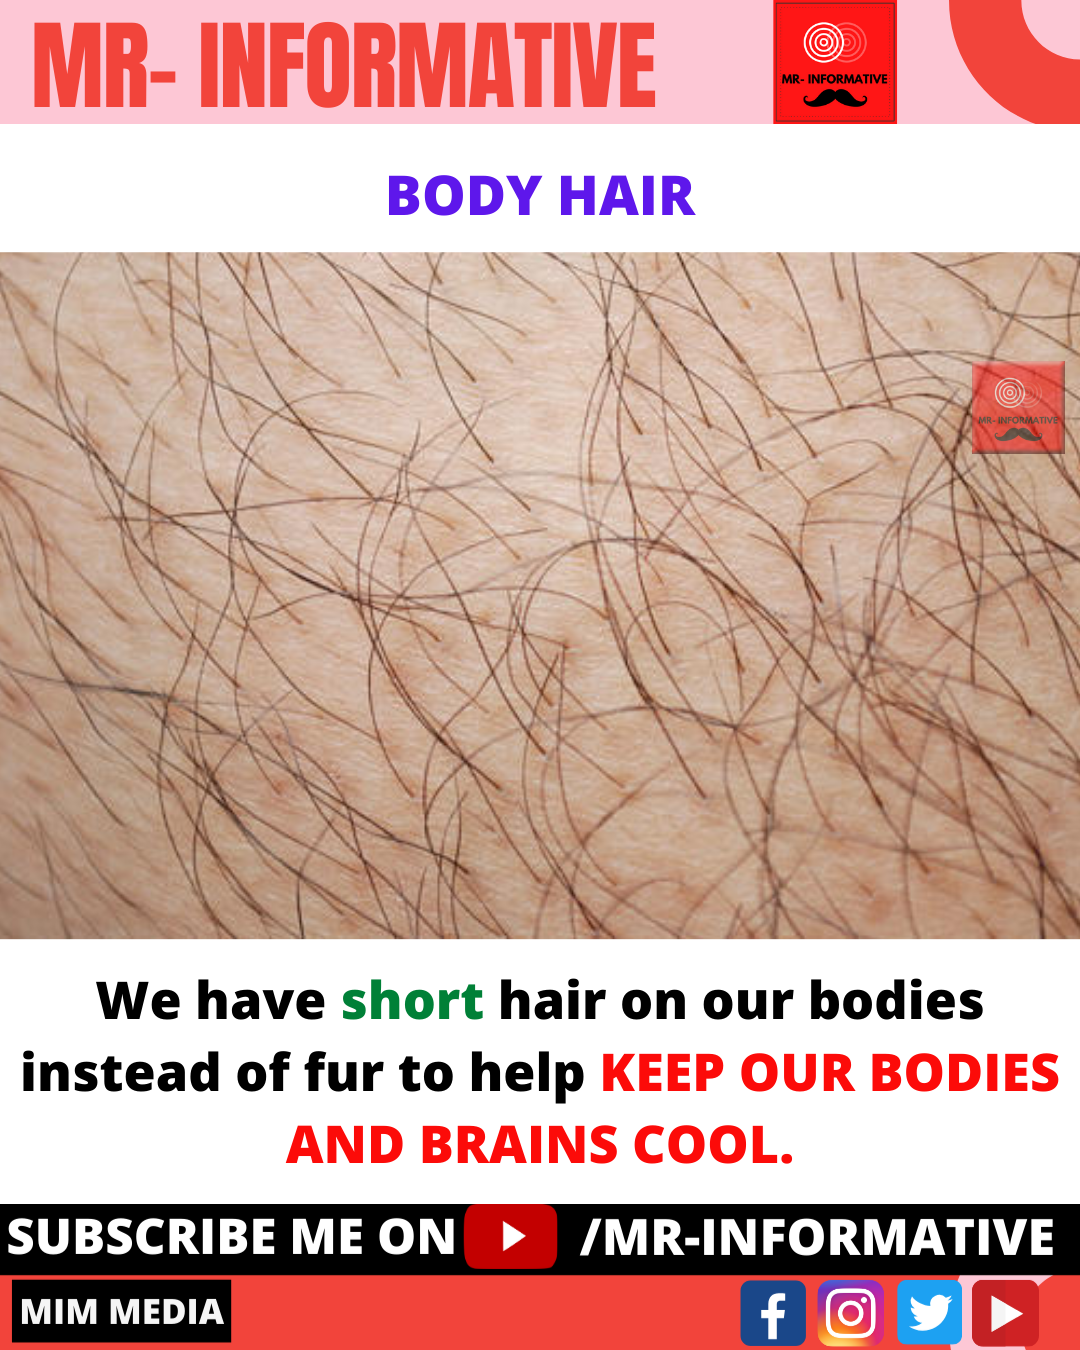 MR- INFORMATIVE
MR- INFORMATIVE
BODY HAIR
MR- INFORMATIVE
We have short hair on our bodies
instead of fur to help KEEP OUR BODIES
AND BRAINS COOL.
SUBSCRIBE ME ON /MR-INFORMATIVE
MIM MEDIA